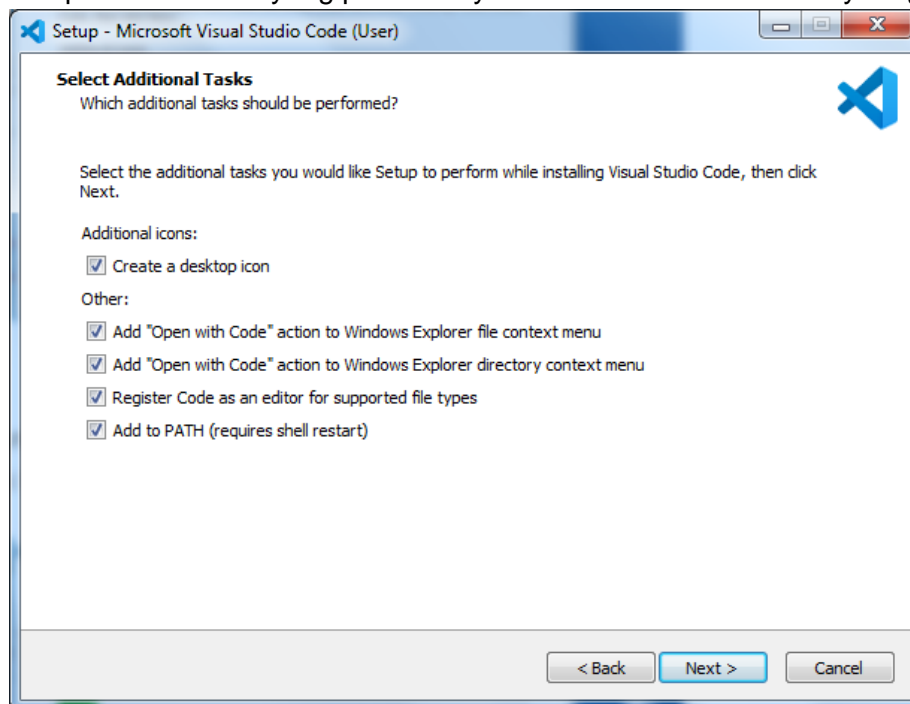 Setup - Microsoft Visual Studio Code (User)
Select Additional Tasks
Which additional tasks should be performed?
Select the additional tasks you would like Setup to perform while installing Visual Studio Code, then click
Next.
Additional icons:
Create a desktop icon
Other:
Add "Open with Code" action to Windows Explorer file context menu
Add "Open with Code" action to Windows Explorer directory context menu
Register Code as an editor for supported file types
Add to PATH (requires shell restart)
< Back Next > Cancel